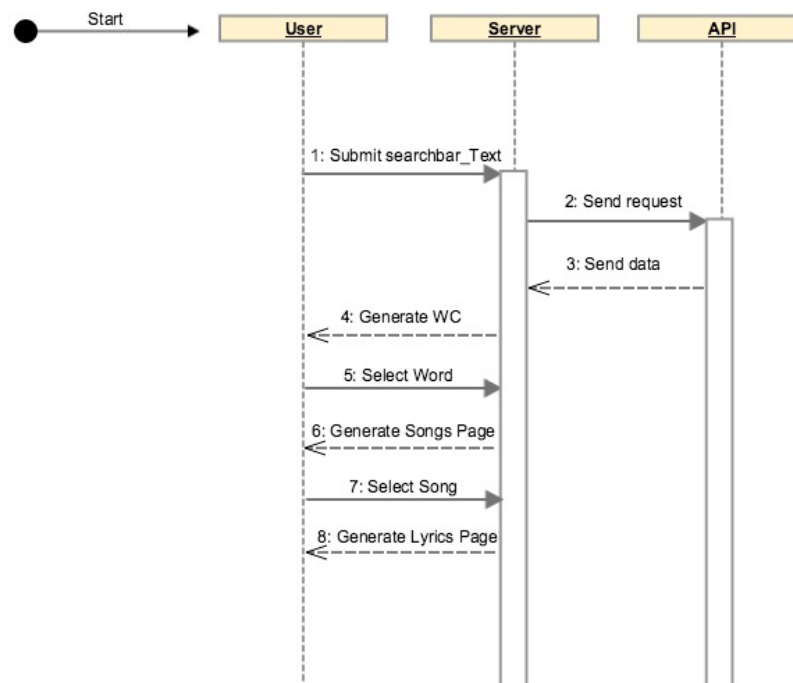 Start
User
Server
API
1: Submit searchbar_Text
2: Send request
3: Send data
4: Generate WC
5: Select Word
6: Generate Songs Page
7: Select Song
8: Generate Lyrics Page